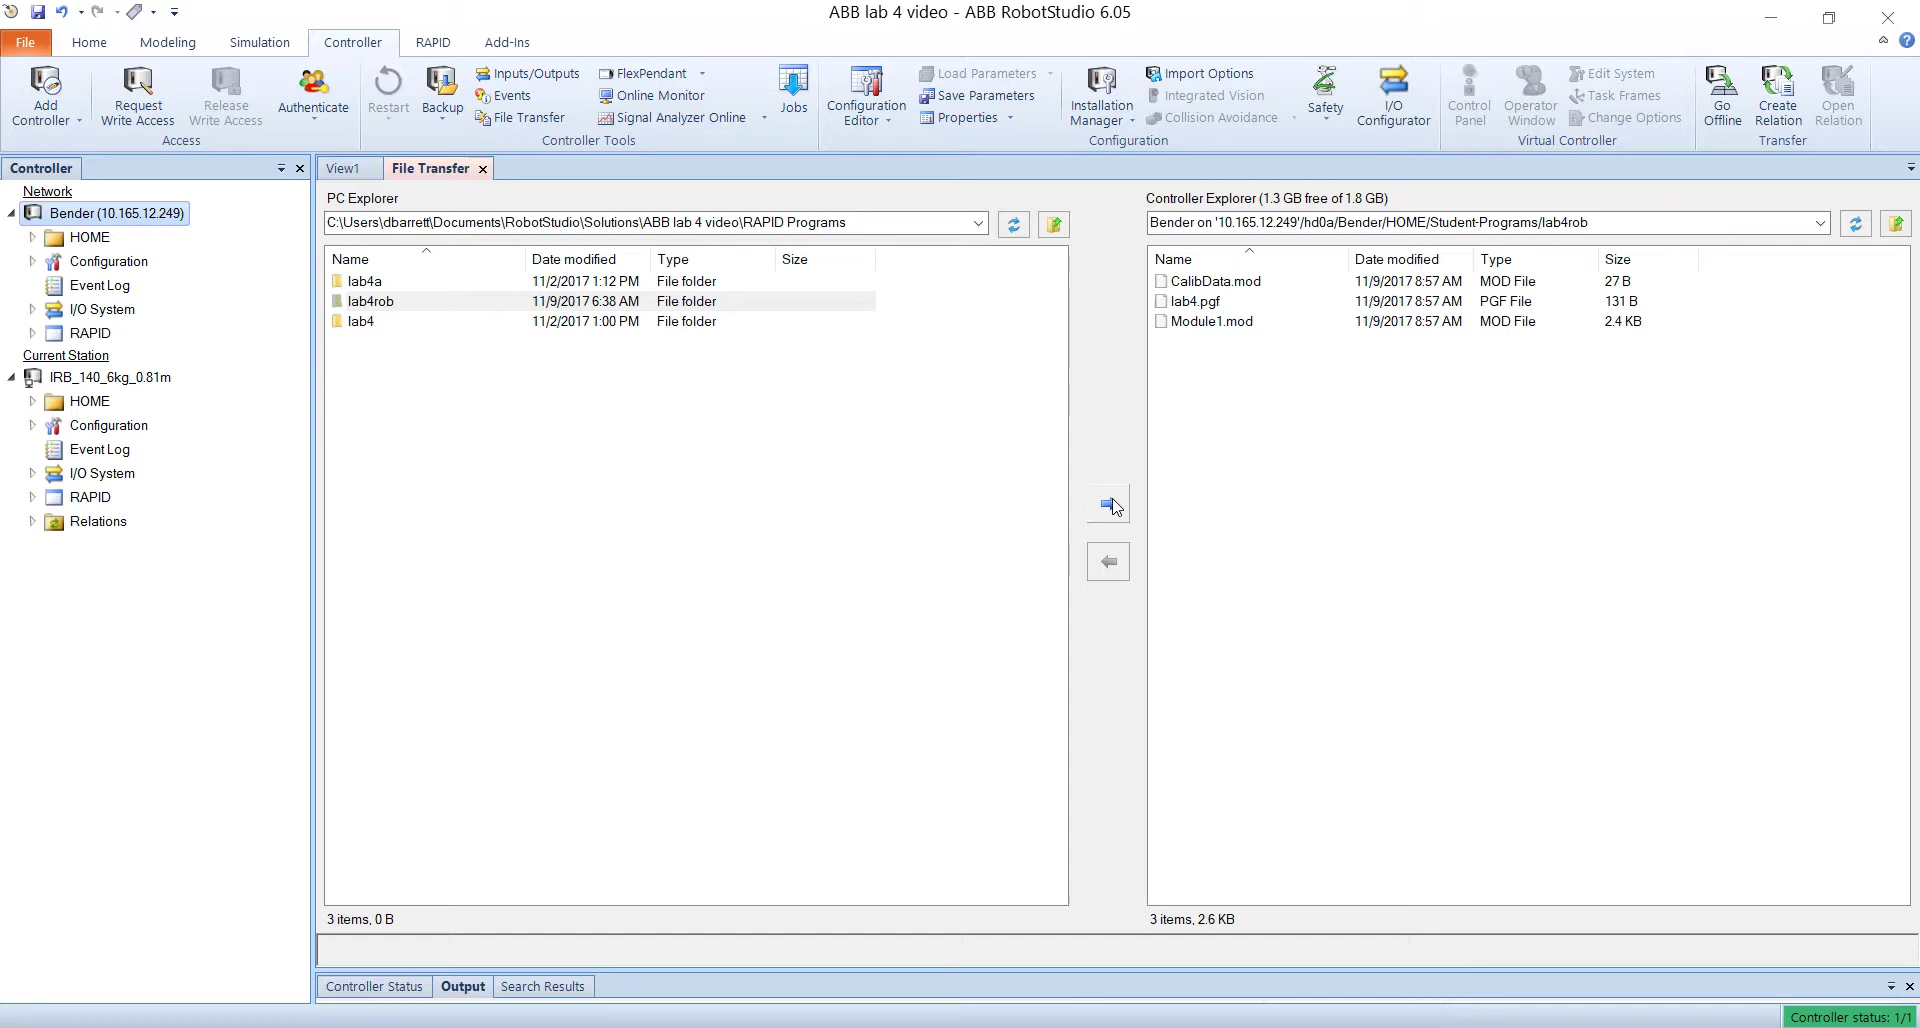 ABB lab 4 video - ABB RobotStudio 6.05
File Home Modeling Simulation Controller RAPID Add-Ins
Add Controller
Request Write Access
Release Write Access
Authenticate
Access
Restart
Backup
Inputs/Outputs
Events
File Transfer
FlexPendant
Online Monitor
Signal Analyzer Online
Jobs
Controller Tools
Configuration Editor
Load Parameters
Save Parameters
Properties
Installation Manager
Import Options
Integrated Vision
Collision Avoidance
Safety
I/O Configurator
Configuration
Control Panel
Operator Window
Edit System
Task Frames
Change Options
Virtual Controller
Go Offline
Create Relation
Open Relation
Transfer
Controller
Network
Bender (10.165.12.249)
HOME
Configuration
Event Log
I/O System
RAPID
Current Station
IRB_140_6kg_0.81m
HOME
Configuration
Event Log
I/O System
RAPID
Relations
View1 File Transfer
PC Explorer
C:\Users\dbarrett\Documents\RobotStudio\Solutions\ABB lab 4 video\RAPID Programs
Name Date modified Type Size
lab4a 11/2/2017 1:12 PM File folder
lab4rob 11/9/2017 6:38 AM File folder
lab4 11/2/2017 1:00 PM File folder
3 items, 0 B
Controller Explorer (1.3 GB free of 1.8 GB)
Bender on '10.165.12.249'/hd0a/Bender/HOME/Student-Programs/lab4rob
Name Date modified Type Size
CalibData.mod 11/9/2017 8:57 AM MOD File 27 B
lab4.pgf 11/9/2017 8:57 AM PGF File 131 B
Module1.mod 11/9/2017 8:57 AM MOD File 2.4 KB
3 items, 2.6 KB
Controller Status Output Search Results
Controller status: 1/1